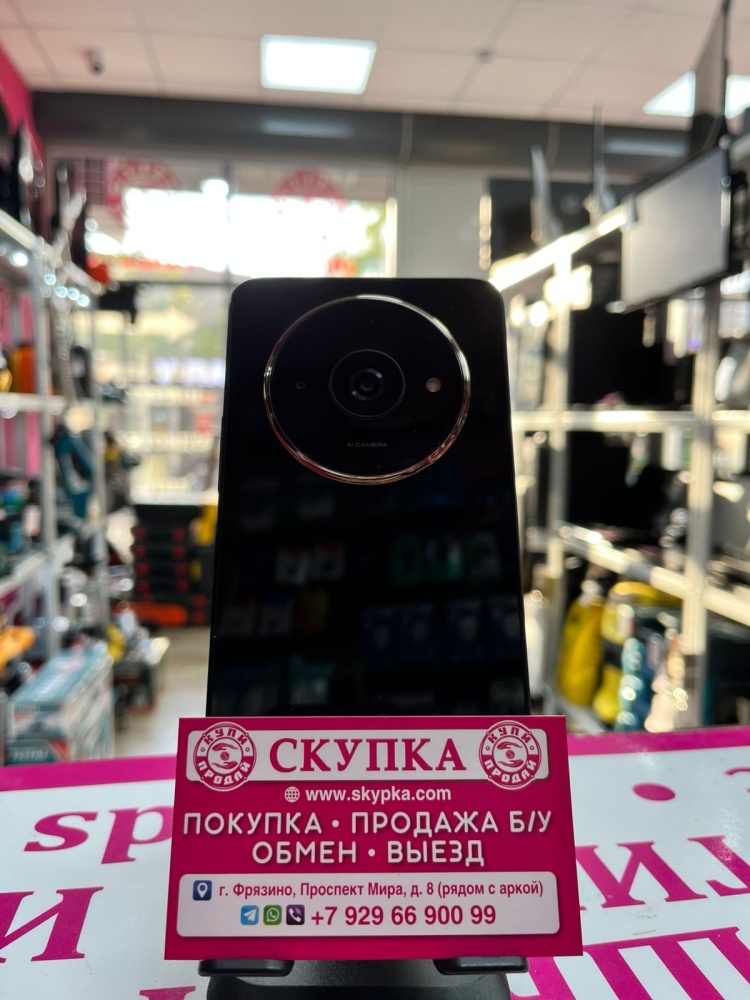 AI CAMERA
КУПИ ПРОДАЙ
СКУПКА
КУПИ ПРОДАЙ
www.skypka.com
ПОКУПКА • ПРОДАЖА Б/У
ОБМЕН • ВЫЕЗД
г. Фрязино, Проспект Мира, д. 8 (рядом с аркой)
+7 929 66 900 99